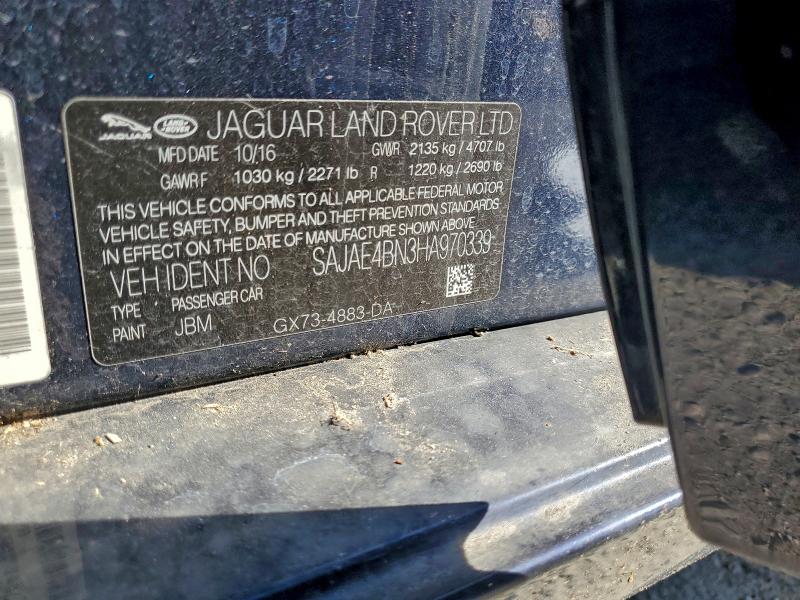 JAGUAR LAND ROVER JAGUAR LAND ROVER LTD
MFD DATE 10/16 GVWR 2135 kg / 4707 lb
GAWR F 1030 kg / 2271 lb R 1220 kg / 2690 lb
THIS VEHICLE CONFORMS TO ALL APPLICABLE FEDERAL MOTOR
VEHICLE SAFETY, BUMPER AND THEFT PREVENTION STANDARDS
IN EFFECT ON THE DATE OF MANUFACTURE SHOWN ABOVE.
VEH IDENT NO SAJAE4BN3HA970339
TYPE PASSENGER CAR
PAINT JBM GX73-4883-DA